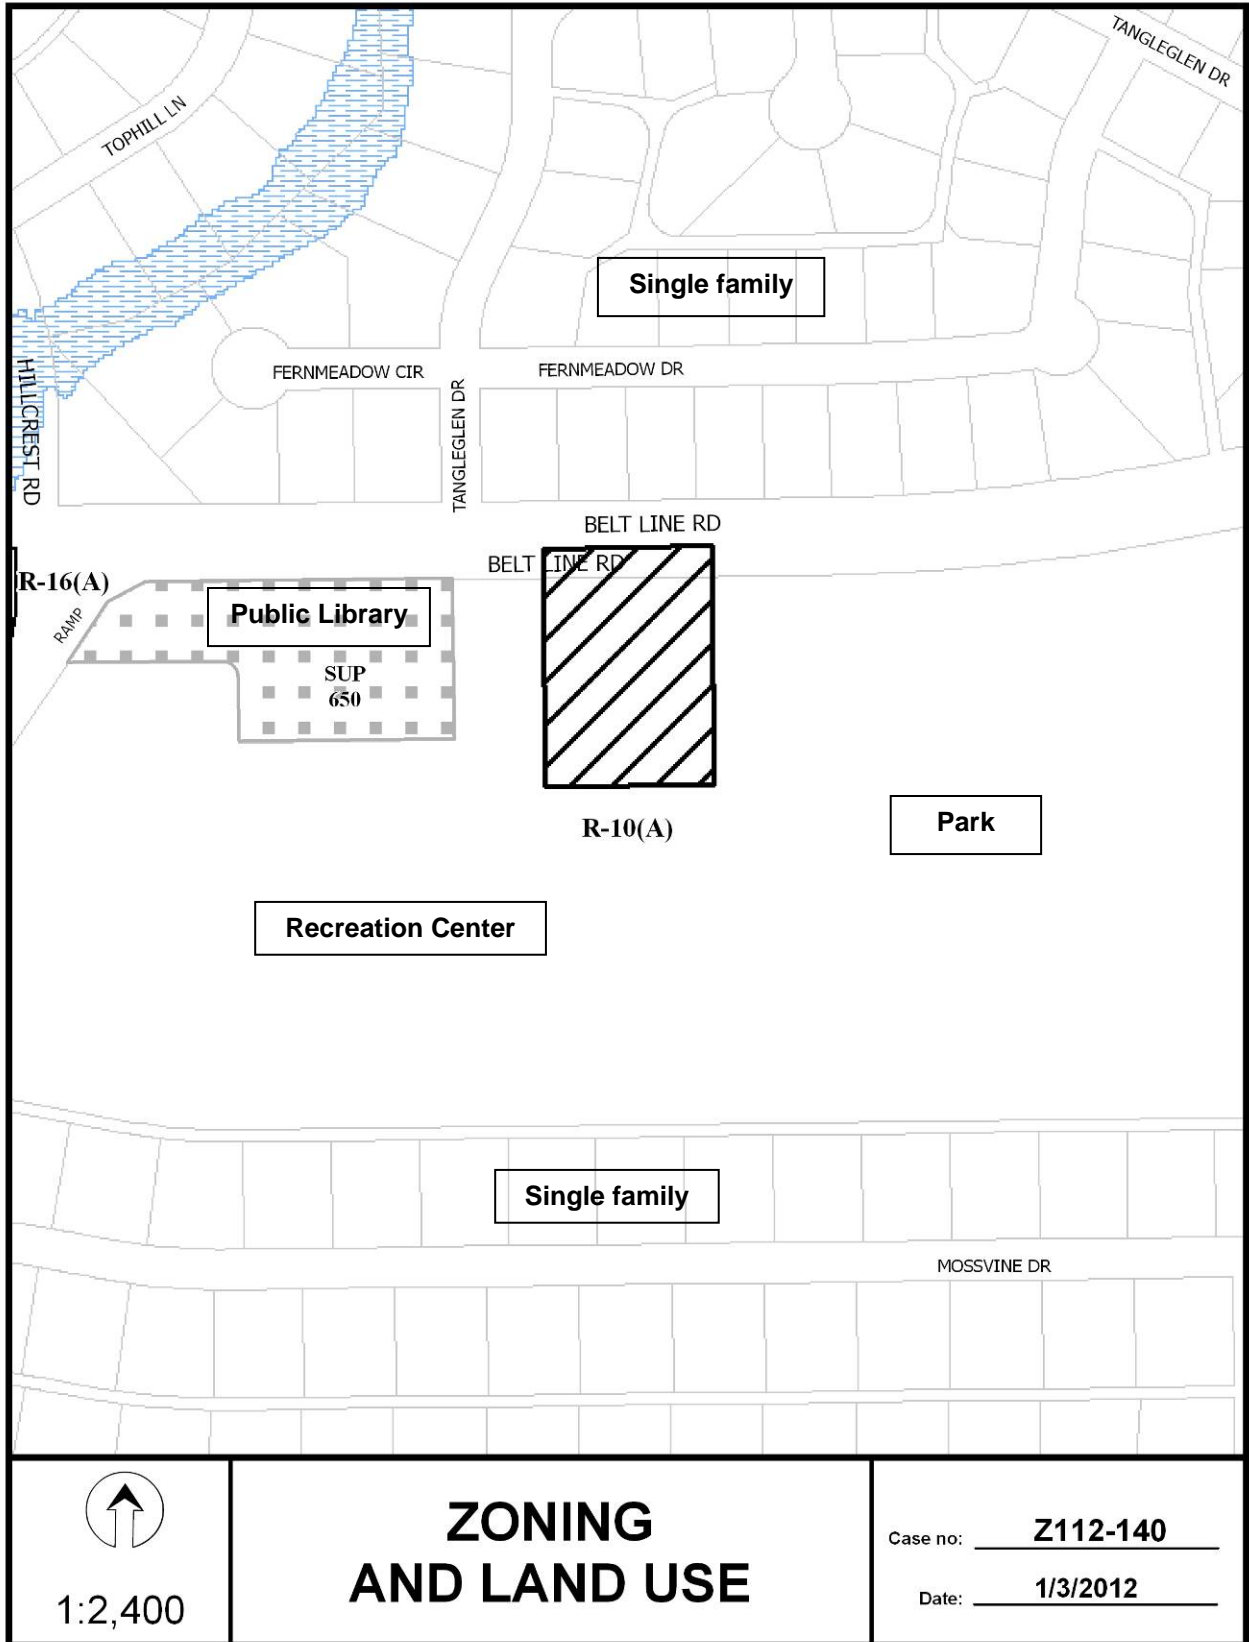 TANGLEGLEN DR
TOPHILL LN
Single family
FERNMEADOW CIR
FERNMEADOW DR
HILLCREST RD
TANGLEGLEN DR
BELT LINE RD
BELT LINE RD
R-16(A)
RAMP
Public Library
SUP
650
R-10(A)
Park
Recreation Center
Single family
MOSSVINE DR
1:2,400
ZONING
AND LAND USE
Case no: Z112-140
Date: 1/3/2012